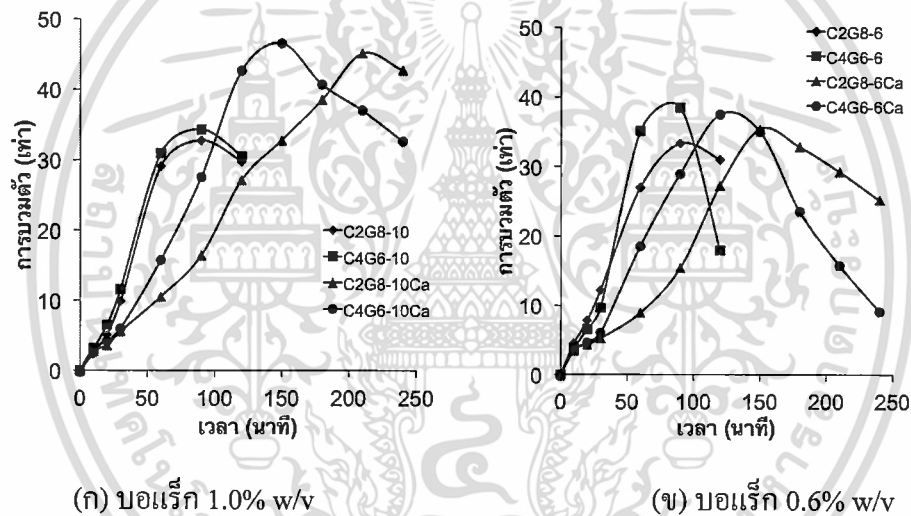 การบวมตัว (เท่า)
50
40
30
20
10
0
C2G8-10
C4G6-10
C2G8-10Ca
C4G6-10Ca
0 50 100 150 200 250
เวลา (นาที)
(ก) บอแร็ก 1.0% w/v
การบวมตัว (เท่า)
50
40
30
20
10
0
C2G8-6
C4G6-6
C2G8-6Ca
C4G6-6Ca
0 50 100 150 200 250
เวลา (นาที)
(ข) บอแร็ก 0.6% w/v